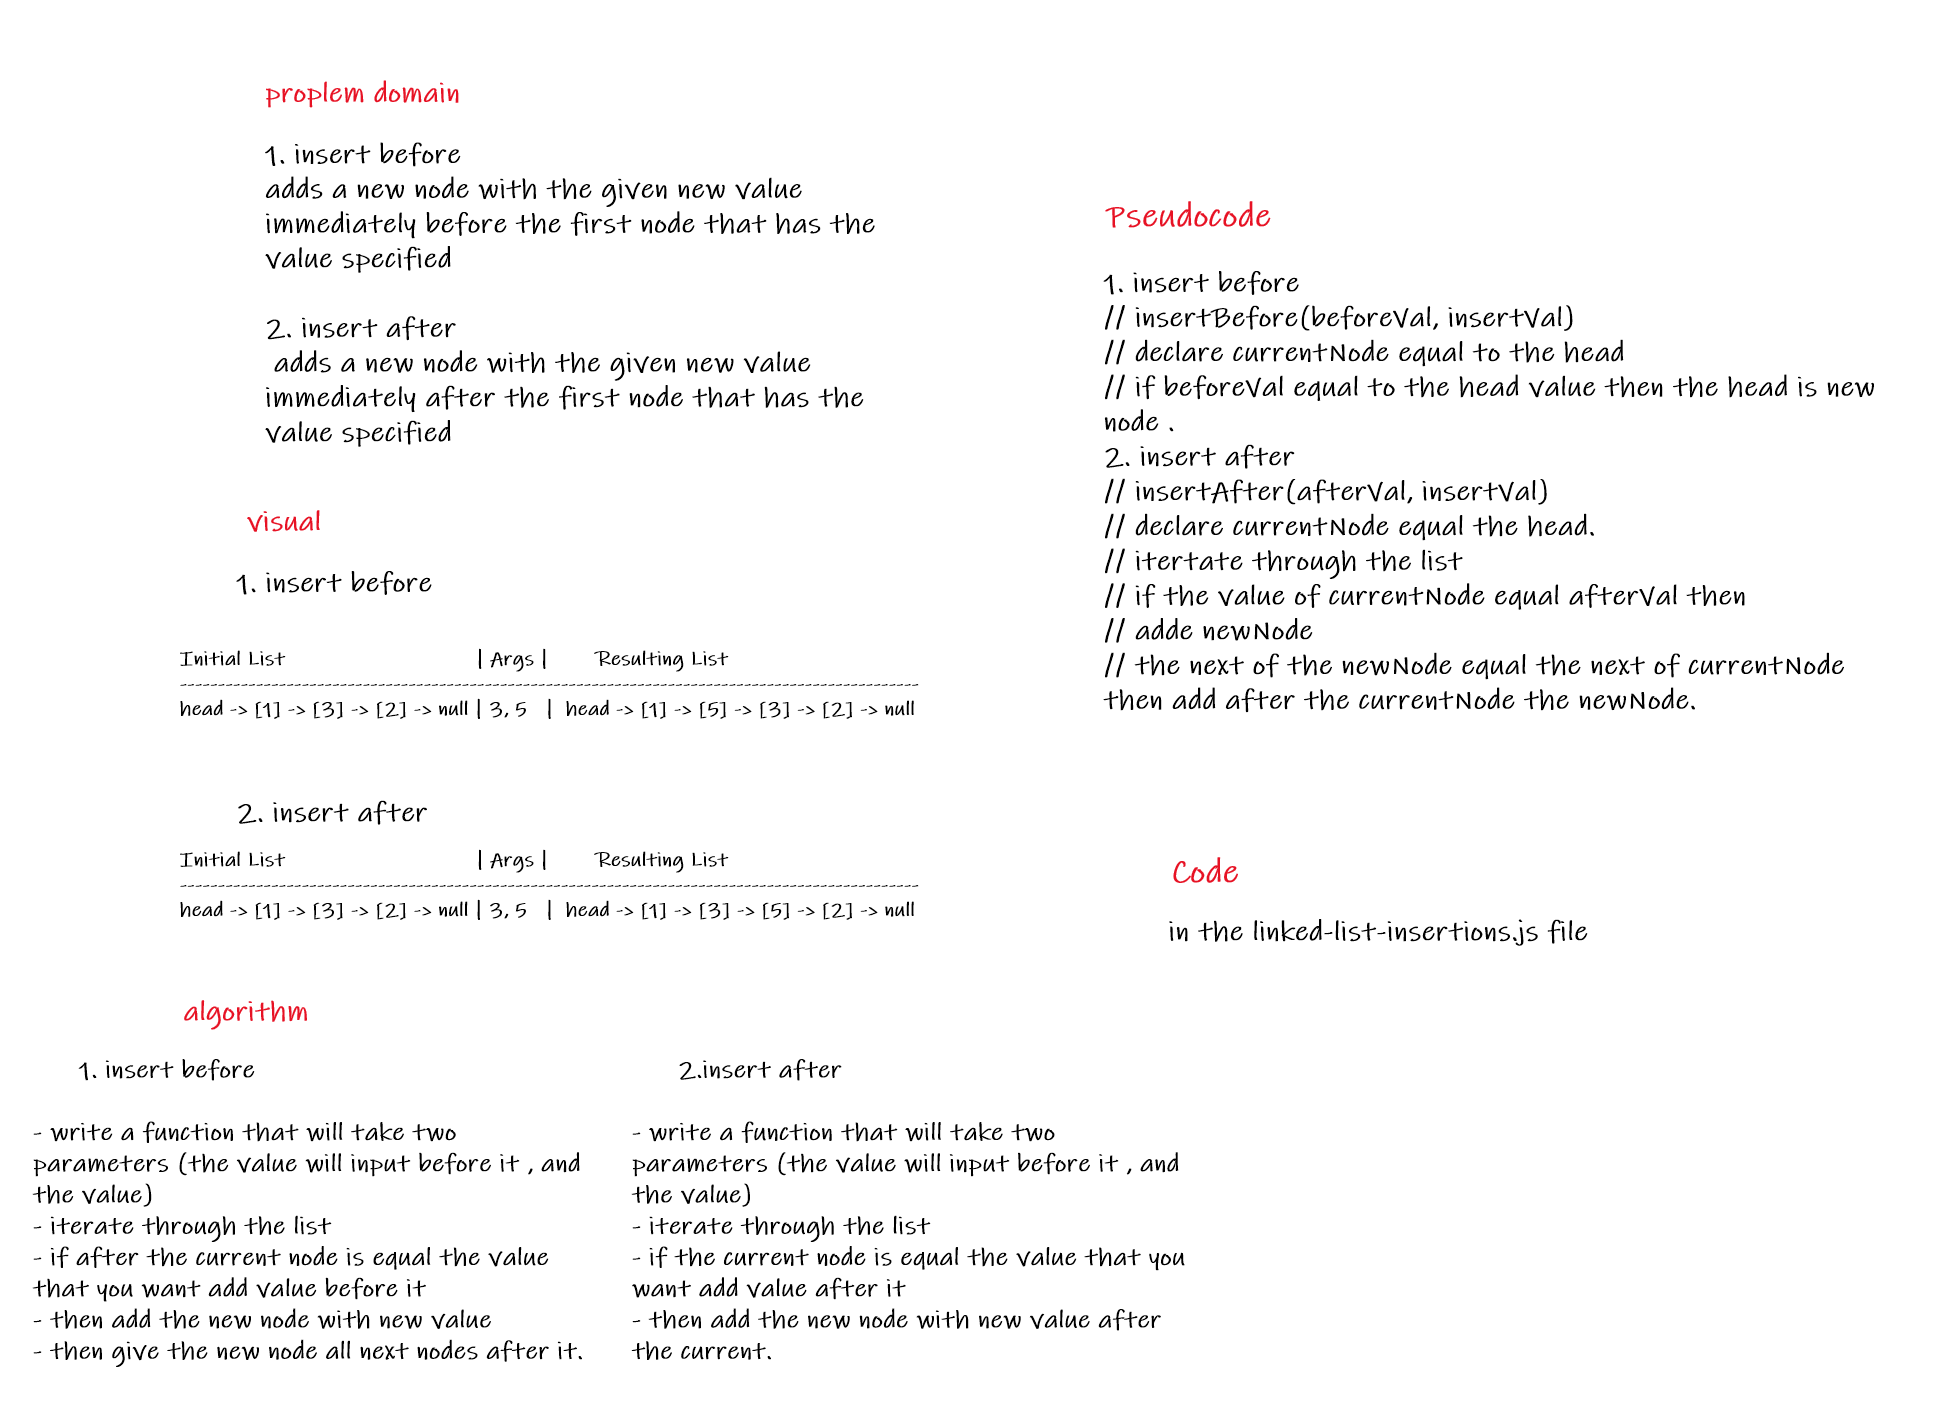 proplem domain
1. insert before
adds a new node with the given new value
immediately before the first node that has the
value specified
2. insert after
adds a new node with the given new value
immediately after the first node that has the
value specified
visual
1. insert before
Initial List | Args | Resulting List
---------------------------------------------------------------------------------------------------
head -> [1] -> [3] -> [2] -> null | 3, 5 | head -> [1] -> [5] -> [3] -> [2] -> null
2. insert after
Initial List | Args | Resulting List
---------------------------------------------------------------------------------------------------
head -> [1] -> [3] -> [2] -> null | 3, 5 | head -> [1] -> [3] -> [5] -> [2] -> null
algorithm
1. insert before
- write a function that will take two
parameters (the value will input before it , and
the value)
- iterate through the list
- if after the current node is equal the value
that you want add value before it
- then add the new node with new value
- then give the new node all next nodes after it.
2.insert after
- write a function that will take two
parameters (the value will input before it , and
the value)
- iterate through the list
- if the current node is equal the value that you
want add value after it
- then add the new node with new value after
the current.
Pseudocode
1. insert before
// insertBefore(beforeVal, insertVal)
// declare currentNode equal to the head
// if beforeVal equal to the head value then the head is new
node .
2. insert after
// insertAfter(afterVal, insertVal)
// declare currentNode equal the head.
// itertate through the list
// if the value of currentNode equal afterVal then
// adde newNode
// the next of the newNode equal the next of currentNode
then add after the currentNode the newNode.
Code
in the linked-list-insertions.js file